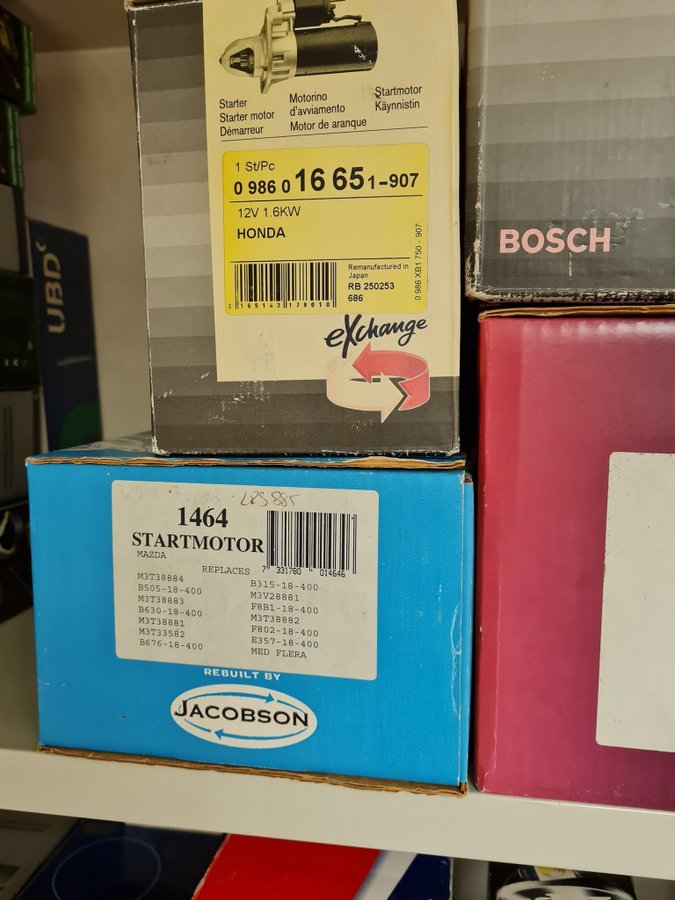 Starter
Starter motor
Démarreur
Motorino
d'avviamento
Motor de aranque
Startmotor
Käynnistin
1 St/Pc
0 986 0 16 65 1-907
12V 1.6KW
HONDA
Remanufactured in
Japan
RB 250253
686
0.986 XB1 750 - 907
2 165143 178010
eXchange
BOSCH
UBD
LRS885
1464
STARTMOTOR
MAZDA
REPLACES
7 331780 014646
M3T38884
B505-18-400
M3T38883
B630-18-400
M3T38881
M3T33582
B676-18-400
B315-18-400
M3V28881
F8B1-18-400
M3T38882
F802-18-400
E357-18-400
MED FLERA
REBUILT BY
JACOBSON